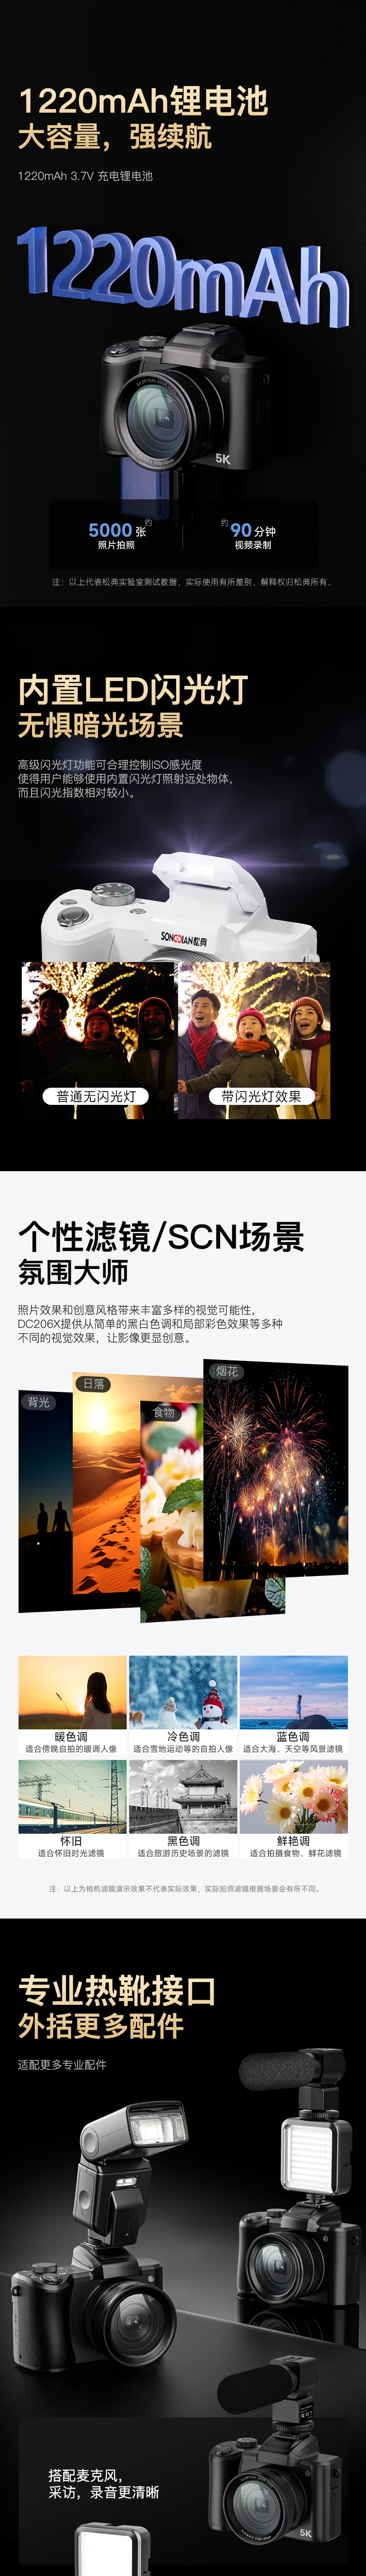 1220mAh锂电池
大容量，强续航
1220mAh 3.7V 充电锂电池
1220mAh
5K
约5000张
照片拍照
约90分钟
视频录制
注：以上代表松典实验室测试数据，实际使用有所差别，解释权归松典所有。
内置LED闪光灯
无惧暗光场景
高级闪光灯功能可合理控制ISO感光度
使得用户能够使用内置闪光灯照射远处物体，
而且闪光指数相对较小。
SONGDIAN松典
普通无闪光灯
带闪光灯效果
个性滤镜/SCN场景
氛围大师
照片效果和创意风格带来丰富多样的视觉可能性，
DC206X提供从简单的黑白色调和局部彩色效果等多种
不同的视觉效果，让影像更显创意。
背光
日落
食物
烟花
暖色调
适合傍晚自拍的暖调人像
冷色调
适合雪地运动等的自拍人像
蓝色调
适合大海、天空等风景滤镜
怀旧
适合怀旧时光滤镜
黑色调
适合旅游历史场景的滤镜
鲜艳调
适合拍摄食物、鲜花滤镜
注：以上为相机滤镜演示效果不代表实际效果，实际拍照滤镜根据场景会有所不同。
专业热靴接口
外括更多配件
适配更多专业配件
搭配麦克风，
采访，录音更清晰
5K